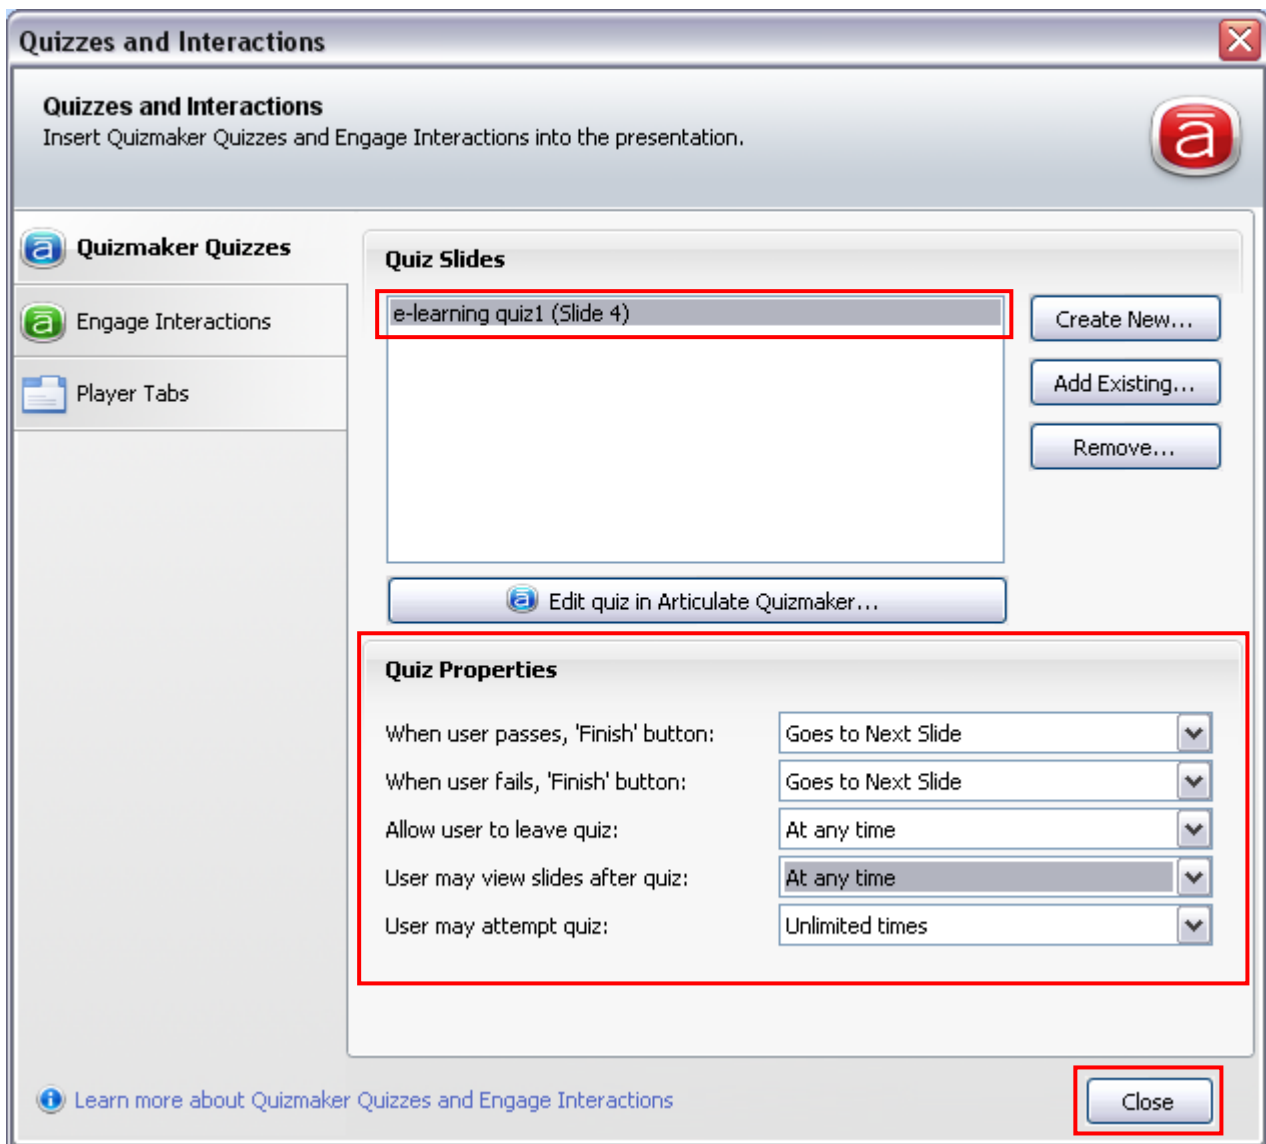 Quizzes and Interactions
Quizzes and Interactions
Insert Quizmaker Quizzes and Engage Interactions into the presentation.
Quizmaker Quizzes
Engage Interactions
Player Tabs
Quiz Slides
e-learning quiz1 (Slide 4)
Create New...
Add Existing...
Remove...
Edit quiz in Articulate Quizmaker...
Quiz Properties
When user passes, 'Finish' button: Goes to Next Slide
When user fails, 'Finish' button: Goes to Next Slide
Allow user to leave quiz: At any time
User may view slides after quiz: At any time
User may attempt quiz: Unlimited times
Learn more about Quizmaker Quizzes and Engage Interactions
Close